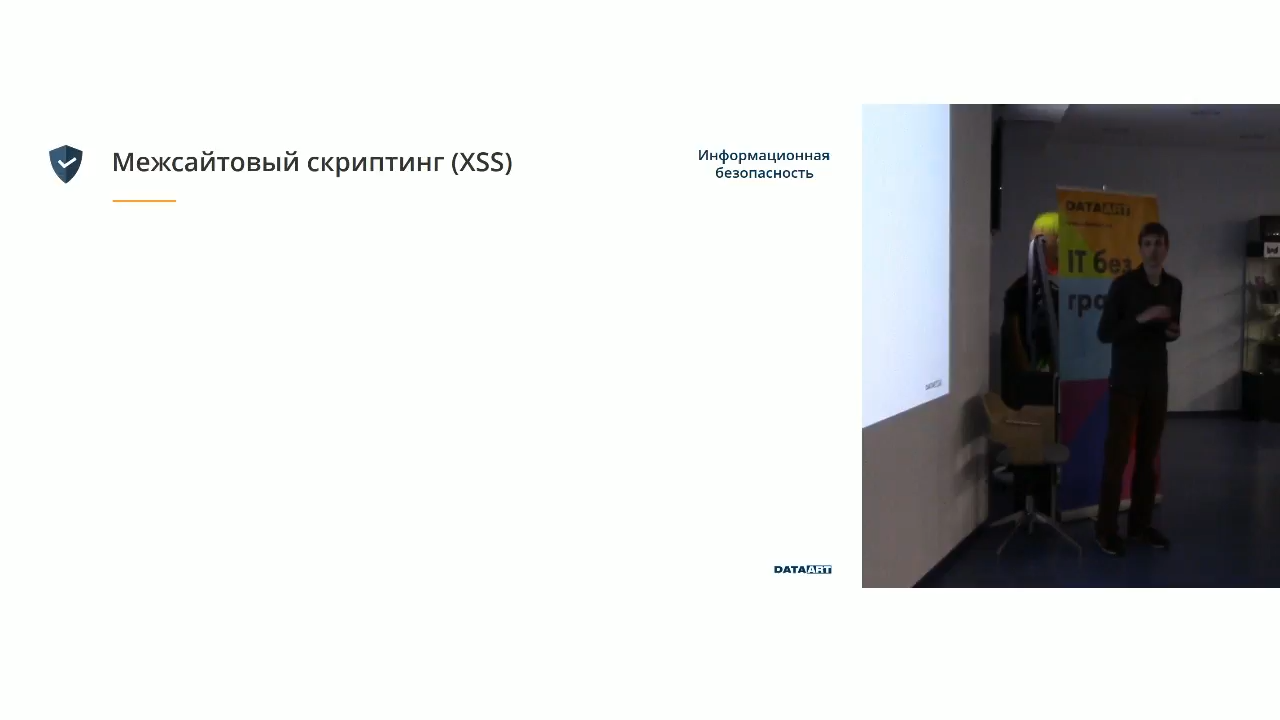 Межсайтовый скриптинг (XSS)
Информационная
безопасность
DATAART
DATAART
IT без
гра